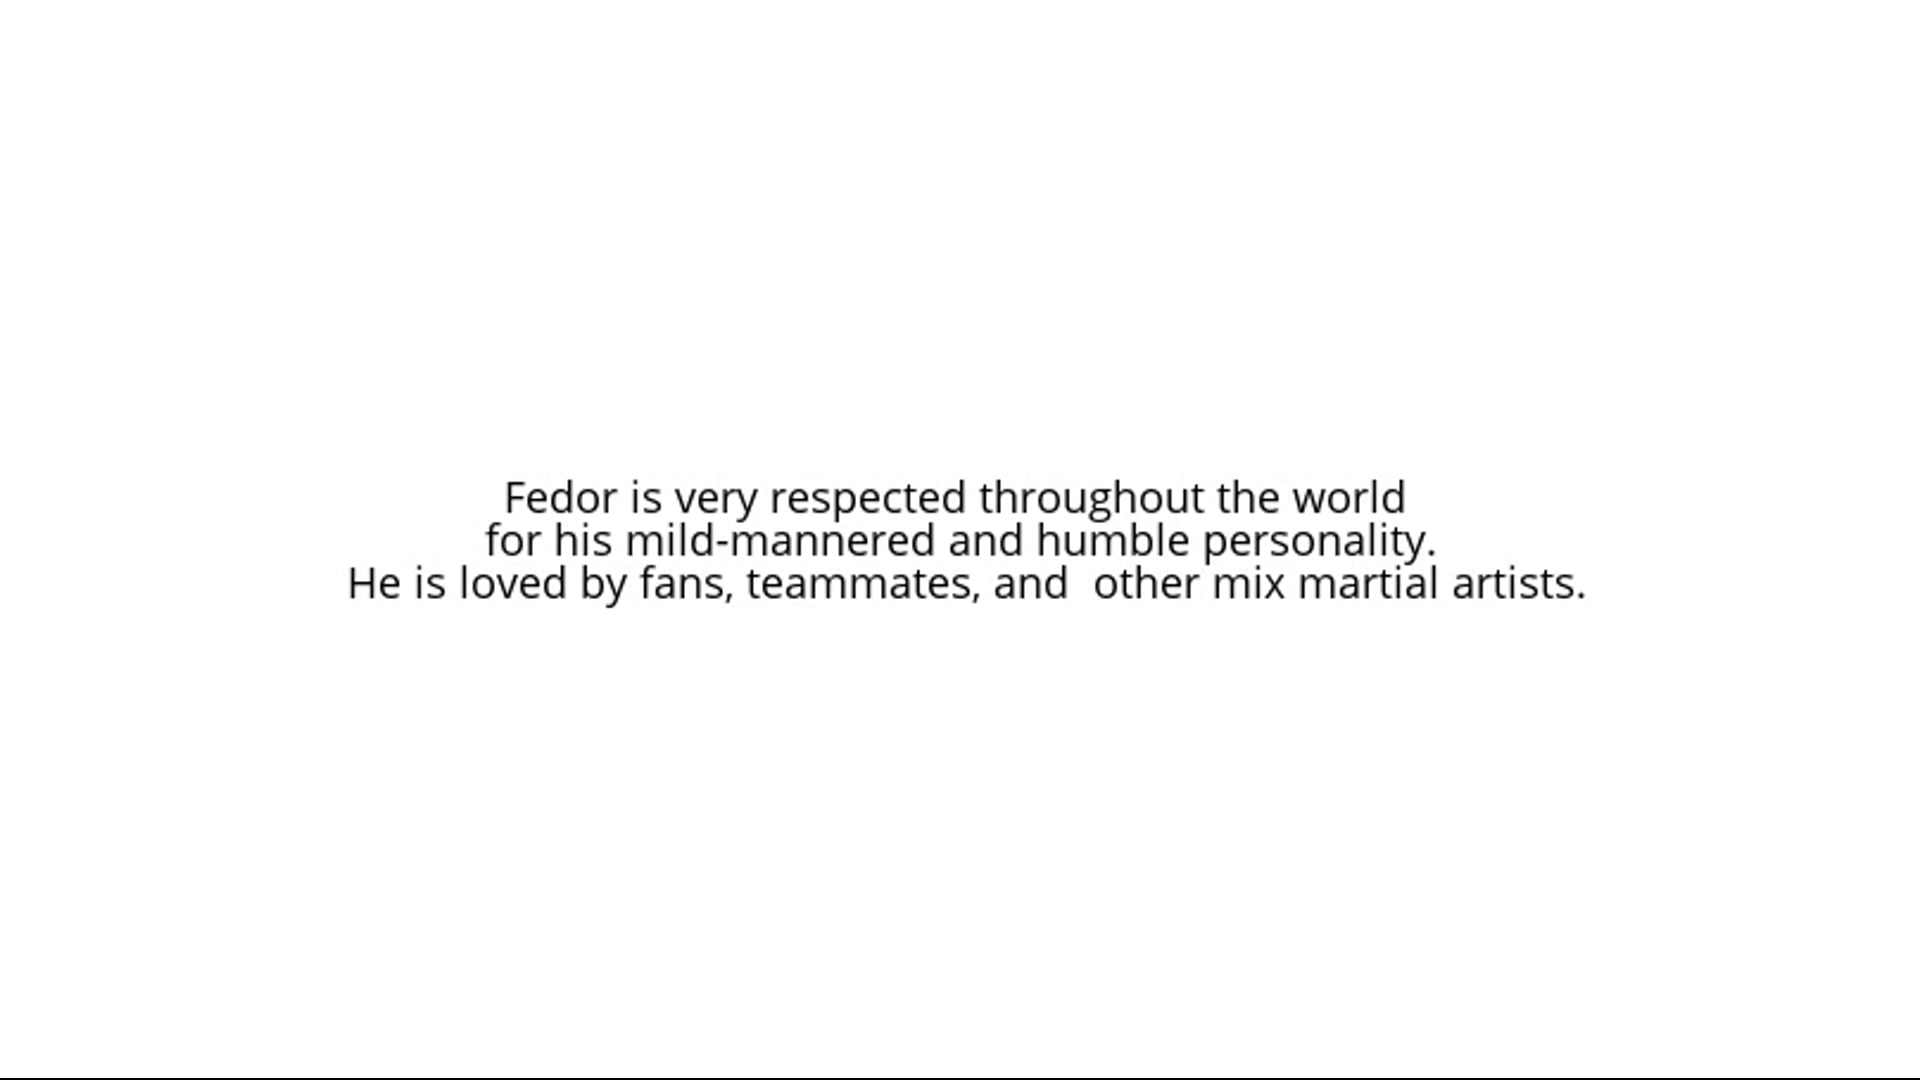 Fedor is very respected throughout the world
for his mild-mannered and humble personality.
He is loved by fans, teammates, and  other mix martial artists.